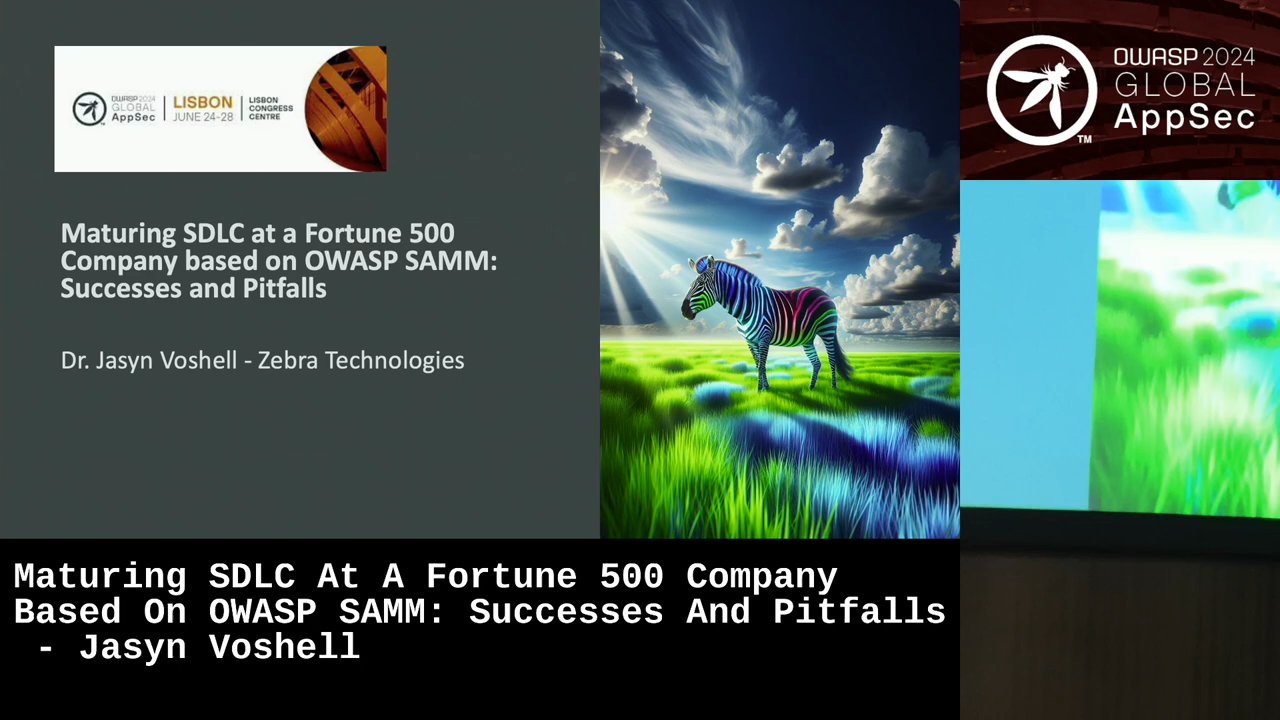 OWASP 2024
GLOBAL
AppSec
LISBON
JUNE 24-28
LISBON
CONGRESS
CENTRE
Maturing SDLC at a Fortune 500
Company based on OWASP SAMM:
Successes and Pitfalls
Dr. Jasyn Voshell - Zebra Technologies
OWASP 2024
GLOBAL
AppSec
TM
Maturing SDLC At A Fortune 500 Company
Based On OWASP SAMM: Successes And Pitfalls
- Jasyn Voshell